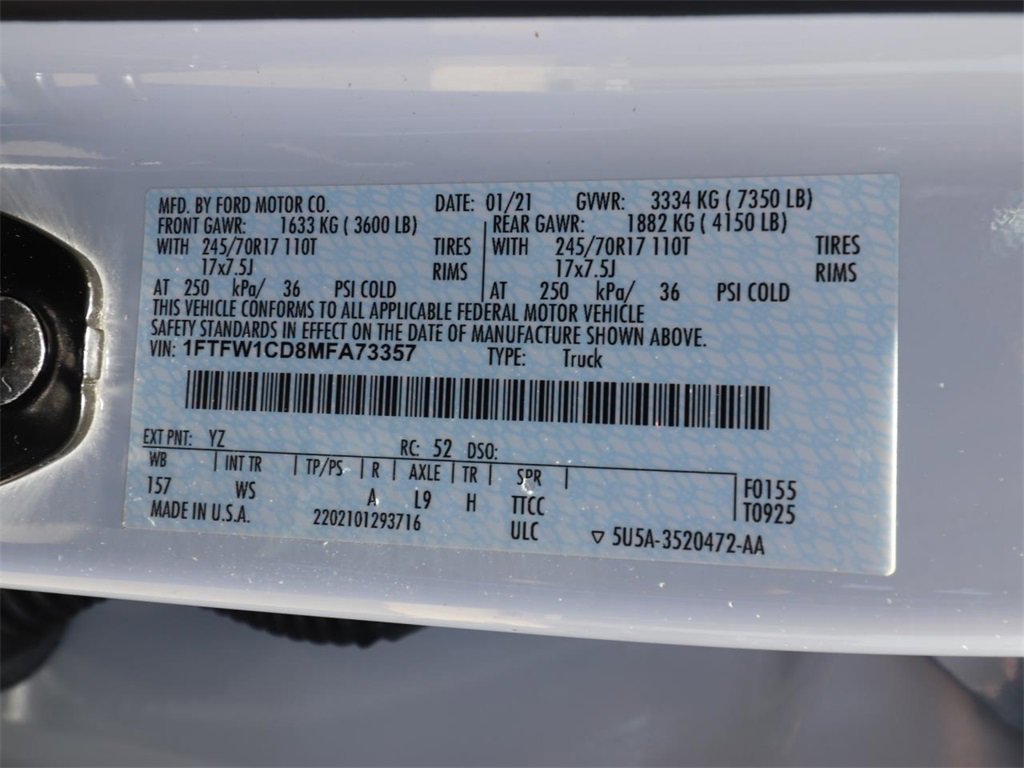 MFD. BY FORD MOTOR CO. DATE: 01/21 GVWR: 3334 KG ( 7350 LB)
FRONT GAWR: 1633 KG ( 3600 LB) REAR GAWR: 1882 KG ( 4150 LB)
WITH 245/70R17 110T TIRES WITH 245/70R17 110T TIRES
17x7.5J RIMS 17x7.5J RIMS
AT 250 kPa/ 36 PSI COLD AT 250 kPa/ 36 PSI COLD
THIS VEHICLE CONFORMS TO ALL APPLICABLE FEDERAL MOTOR VEHICLE
SAFETY STANDARDS IN EFFECT ON THE DATE OF MANUFACTURE SHOWN ABOVE.
VIN: 1FTFW1CD8MFA73357 TYPE: Truck
EXT PNT: YZ RC: 52 DSO:
WB INT TR TP/PS R AXLE TR SPR
157 WS A L9 H TTCC F0155
MADE IN U.S.A. 2202101293716 ULC T0925
▽ 5U5A-3520472-AA